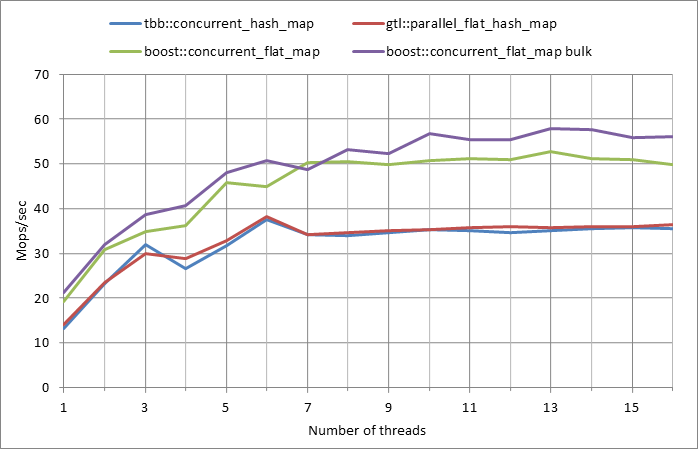 tbb::concurrent_hash_map gtl::parallel_flat_hash_map
boost::concurrent_flat_map boost::concurrent_flat_map bulk
70
60
50
40
30
20
10
0
Mops/sec
1 3 5 7 9 11 13 15
Number of threads